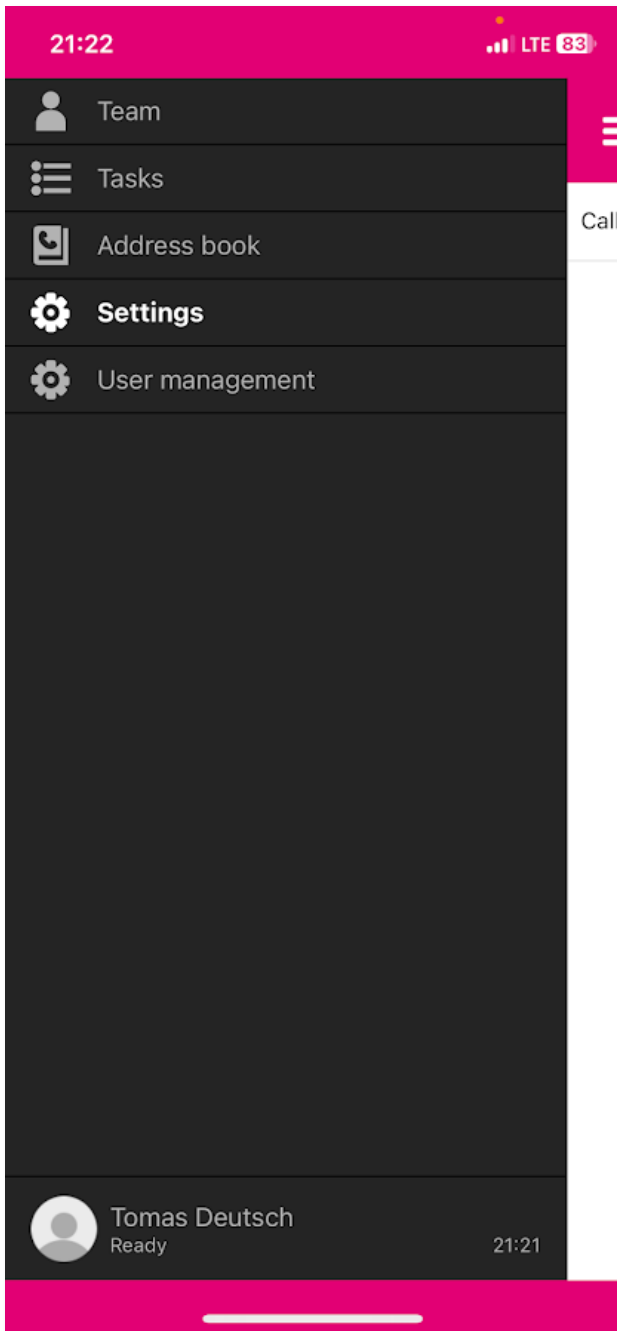 21:22 LTE 83
Team
Tasks
Address book
Call
Settings
User management
Tomas Deutsch
Ready 21:21